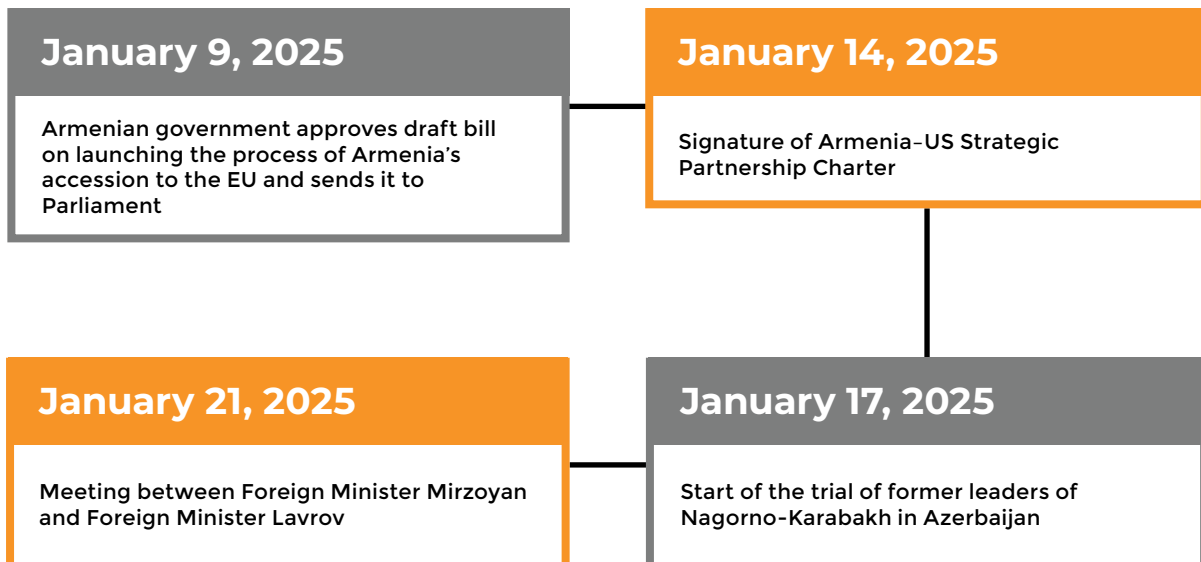 January 9, 2025
Armenian government approves draft bill
on launching the process of Armenia's
accession to the EU and sends it to
Parliament
January 14, 2025
Signature of Armenia–US Strategic
Partnership Charter
January 17, 2025
Start of the trial of former leaders of
Nagorno-Karabakh in Azerbaijan
January 21, 2025
Meeting between Foreign Minister Mirzoyan
and Foreign Minister Lavrov